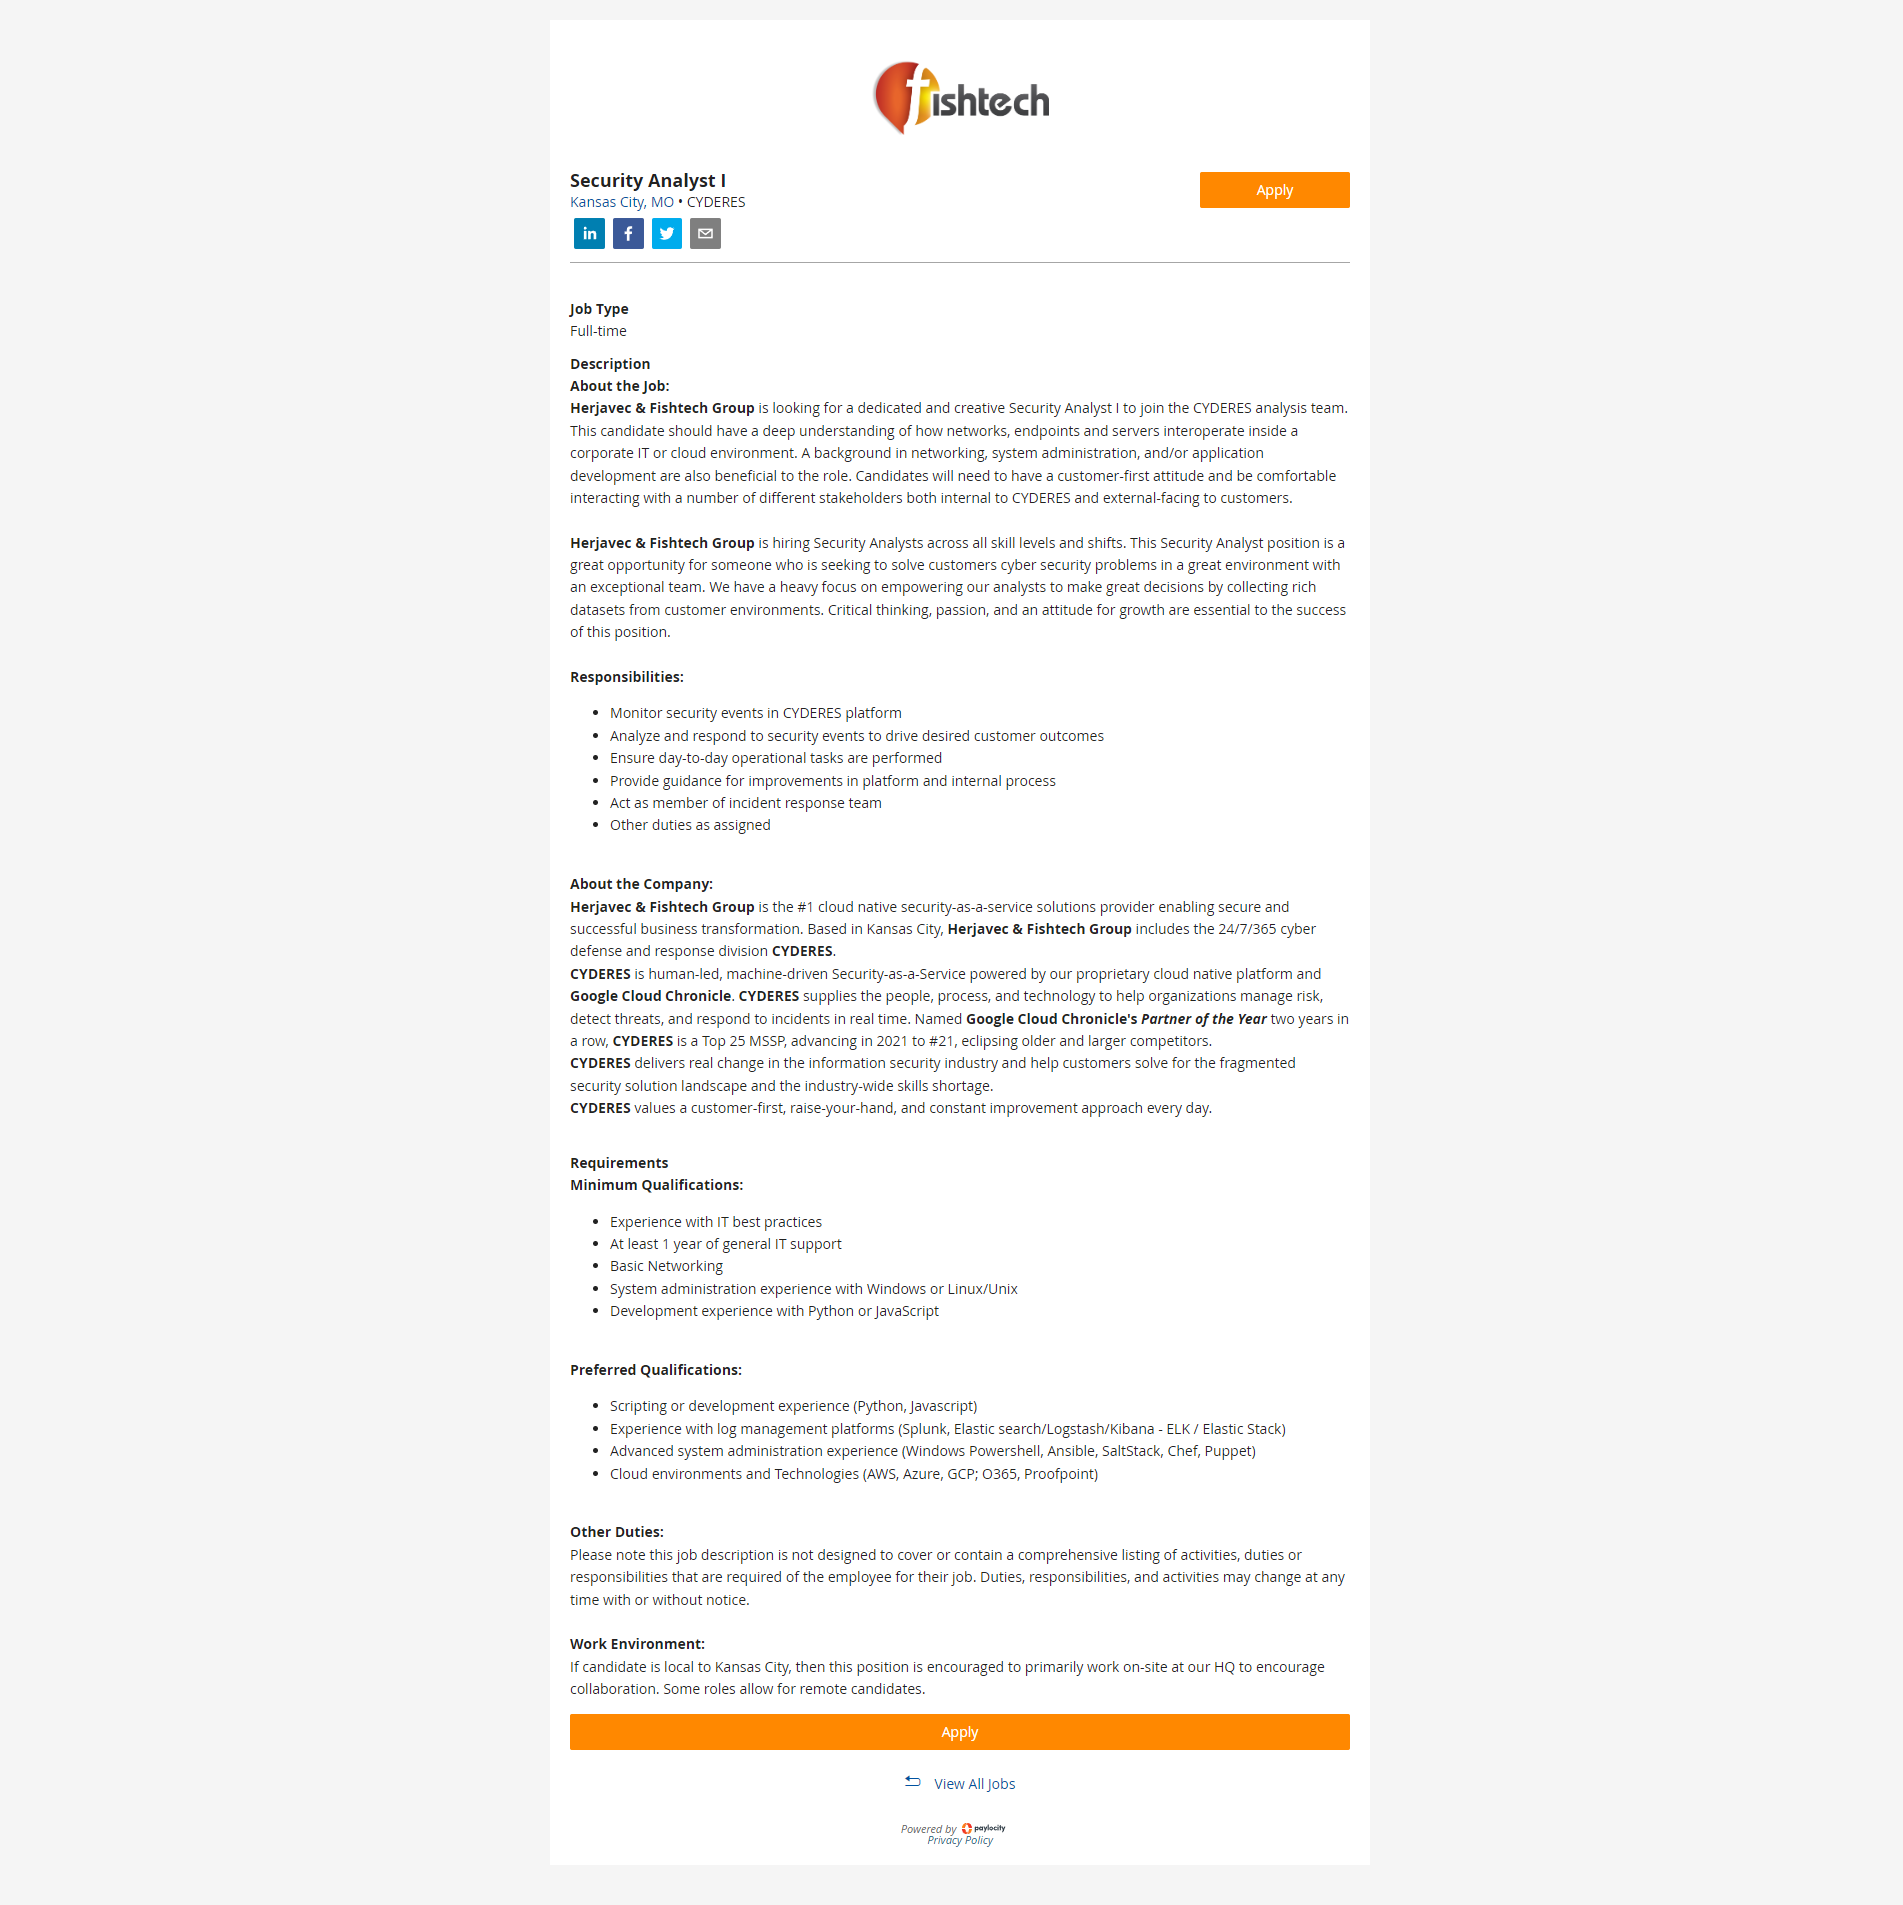 fishtech
Security Analyst I
Apply
Kansas City, MO • CYDERES
Job Type
Full-time
Description
About the Job:
Herjavec & Fishtech Group is looking for a dedicated and creative Security Analyst I to join the CYDERES analysis team.
This candidate should have a deep understanding of how networks, endpoints and servers interoperate inside a
corporate IT or cloud environment. A background in networking, system administration, and/or application
development are also beneficial to the role. Candidates will need to have a customer-first attitude and be comfortable
interacting with a number of different stakeholders both internal to CYDERES and external-facing to customers.
Herjavec & Fishtech Group is hiring Security Analysts across all skill levels and shifts. This Security Analyst position is a
great opportunity for someone who is seeking to solve customers cyber security problems in a great environment with
an exceptional team. We have a heavy focus on empowering our analysts to make great decisions by collecting rich
datasets from customer environments. Critical thinking, passion, and an attitude for growth are essential to the success
of this position.
Responsibilities:
• Monitor security events in CYDERES platform
• Analyze and respond to security events to drive desired customer outcomes
• Ensure day-to-day operational tasks are performed
• Provide guidance for improvements in platform and internal process
• Act as member of incident response team
• Other duties as assigned
About the Company:
Herjavec & Fishtech Group is the #1 cloud native security-as-a-service solutions provider enabling secure and
successful business transformation. Based in Kansas City, Herjavec & Fishtech Group includes the 24/7/365 cyber
defense and response division CYDERES.
CYDERES is human-led, machine-driven Security-as-a-Service powered by our proprietary cloud native platform and
Google Cloud Chronicle. CYDERES supplies the people, process, and technology to help organizations manage risk,
detect threats, and respond to incidents in real time. Named Google Cloud Chronicle's Partner of the Year two years in
a row, CYDERES is a Top 25 MSSP, advancing in 2021 to #21, eclipsing older and larger competitors.
CYDERES delivers real change in the information security industry and help customers solve for the fragmented
security solution landscape and the industry-wide skills shortage.
CYDERES values a customer-first, raise-your-hand, and constant improvement approach every day.
Requirements
Minimum Qualifications:
• Experience with IT best practices
• At least 1 year of general IT support
• Basic Networking
• System administration experience with Windows or Linux/Unix
• Development experience with Python or JavaScript
Preferred Qualifications:
• Scripting or development experience (Python, Javascript)
• Experience with log management platforms (Splunk, Elastic search/Logstash/Kibana - ELK / Elastic Stack)
• Advanced system administration experience (Windows Powershell, Ansible, SaltStack, Chef, Puppet)
• Cloud environments and Technologies (AWS, Azure, GCP; O365, Proofpoint)
Other Duties:
Please note this job description is not designed to cover or contain a comprehensive listing of activities, duties or
responsibilities that are required of the employee for their job. Duties, responsibilities, and activities may change at any
time with or without notice.
Work Environment:
If candidate is local to Kansas City, then this position is encouraged to primarily work on-site at our HQ to encourage
collaboration. Some roles allow for remote candidates.
Apply
View All Jobs
Powered by paylocity
Privacy Policy